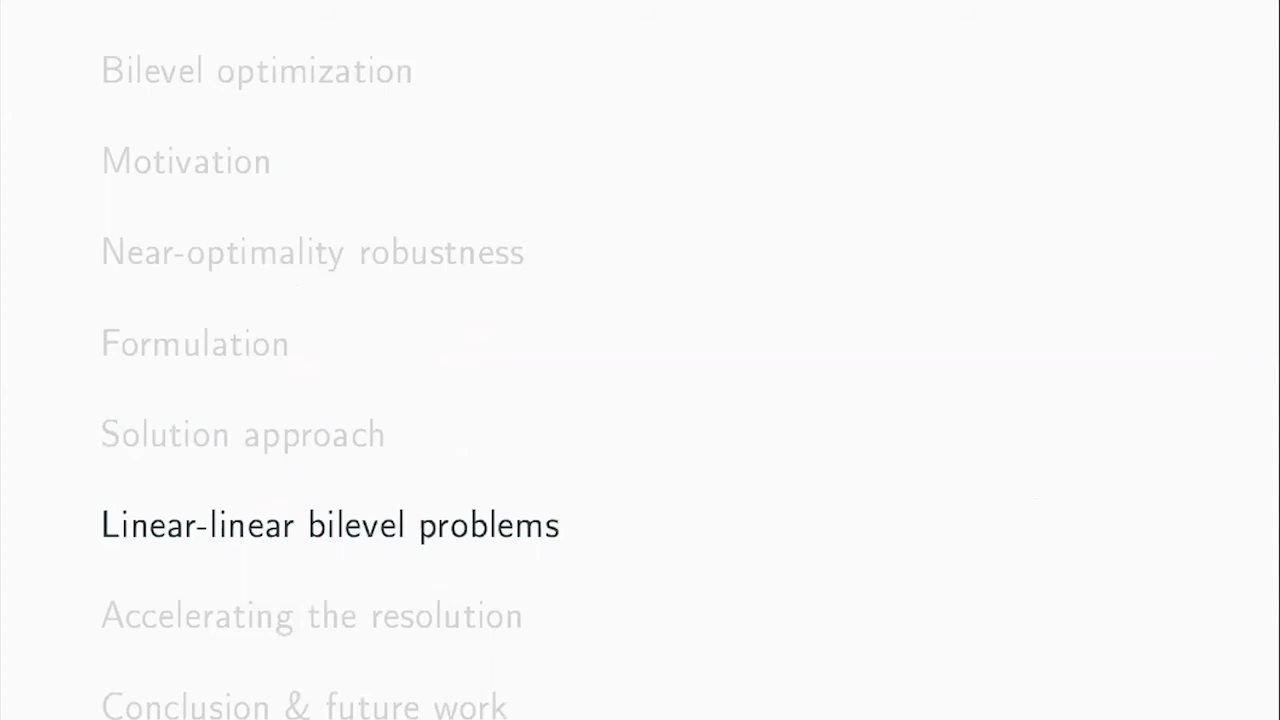 Bilevel optimization
Motivation
Near-optimality robustness
Formulation
Solution approach
Linear-linear bilevel problems
Accelerating the resolution
Conclusion & future work